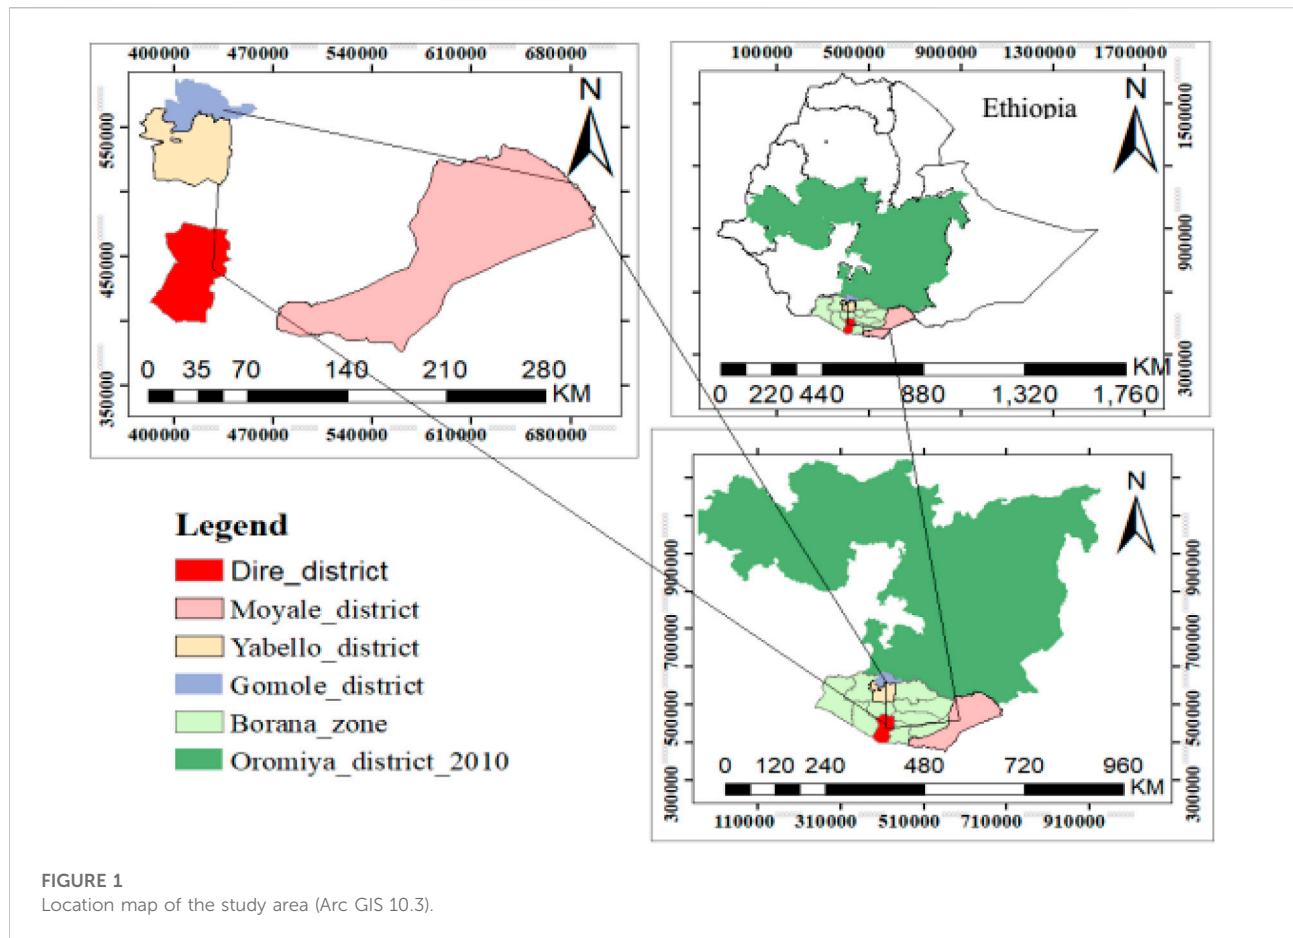 400000 470000 540000 610000 680000
N
550000
450000
350000
0 35 70 140 210 280
KM
400000 470000 540000 610000 680000
100000 500000 900000 1300000 1700000
Ethiopia
N
1500000
900000
300000
KM
0 220 440 880 1,320 1,760
N
900000 900000
700000 700000
500000 500000
300000 300000
0 120 240 480 720 960
KM
110000 310000 510000 710000 910000
Legend
Dire_district
Moyale_district
Yabello_district
Gomole_district
Borana_zone
Oromiya_district_2010
FIGURE 1
Location map of the study area (Arc GIS 10.3).